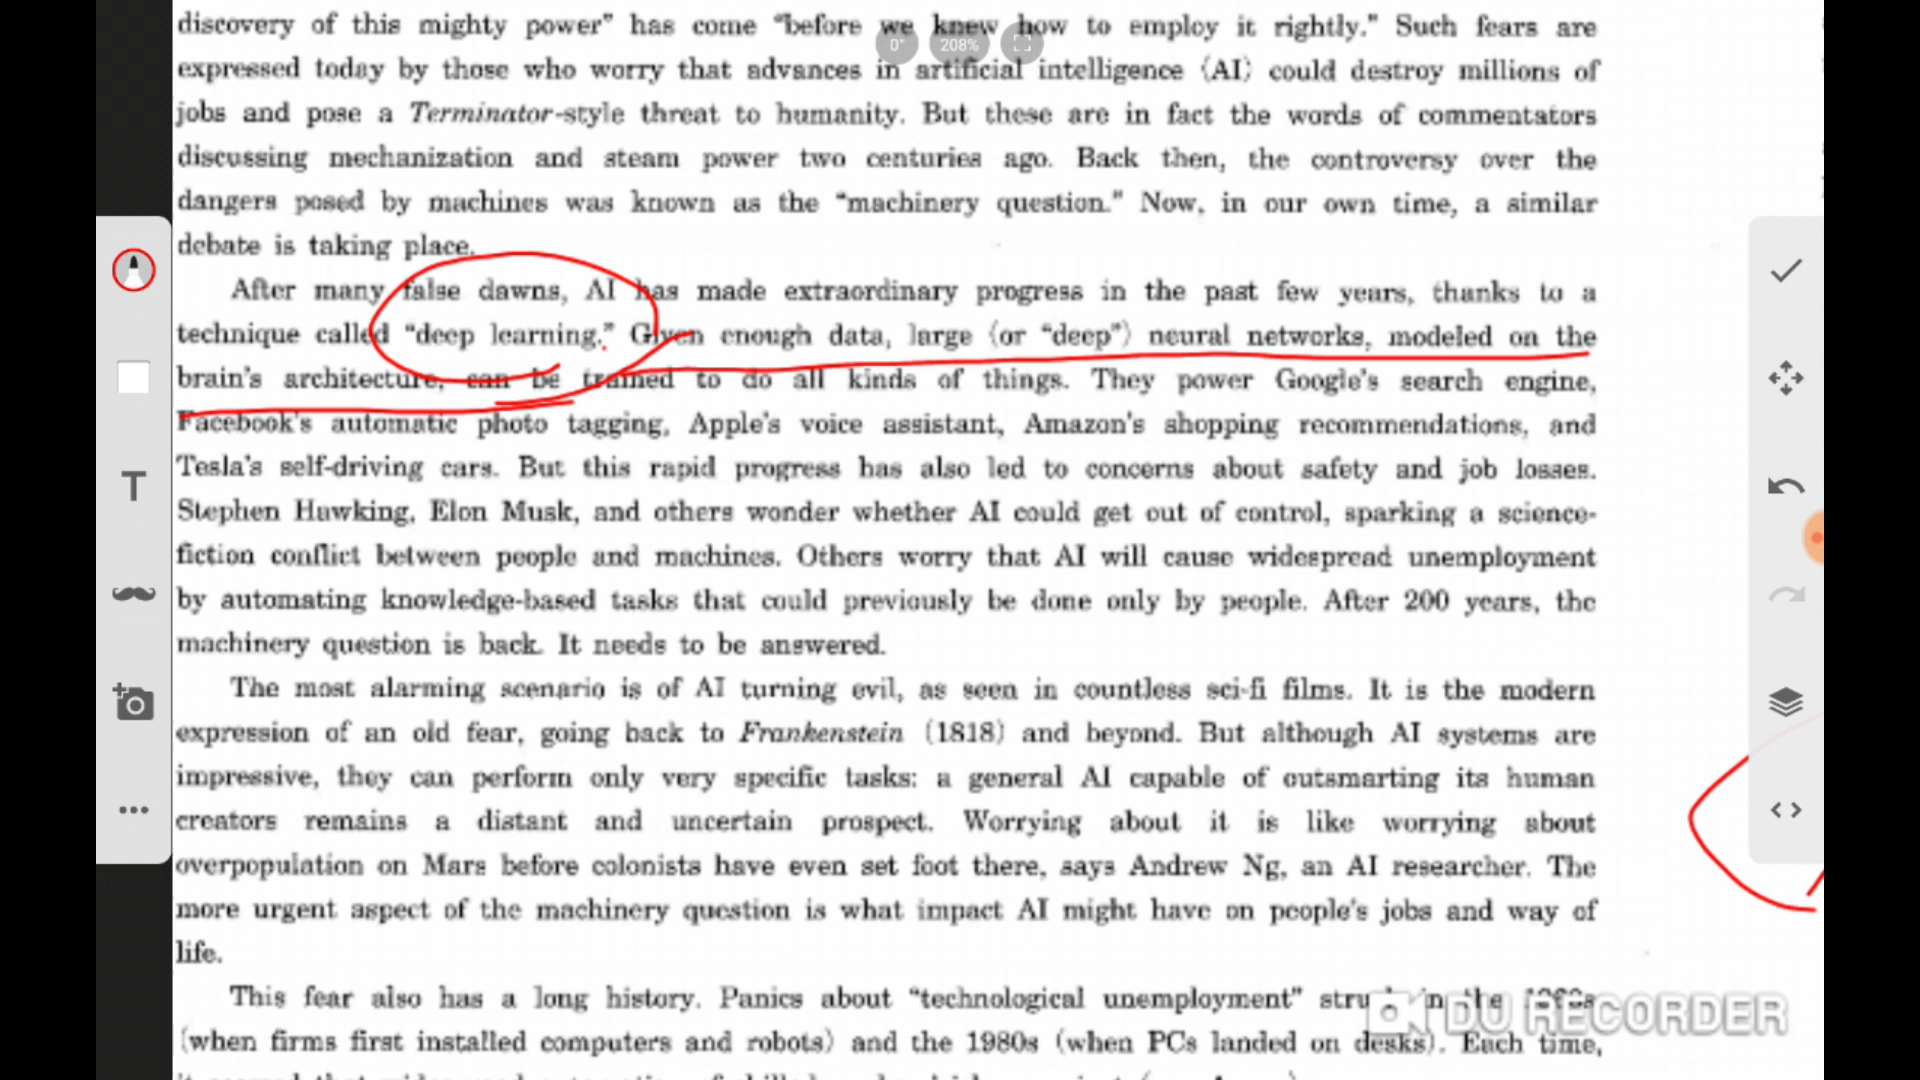 discovery of this mighty power” has come “before we knew how to employ it rightly.” Such fears are
0° 208%
expressed today by those who worry that advances in artificial intelligence (AI) could destroy millions of
jobs and pose a Terminator-style threat to humanity. But these are in fact the words of commentators
discussing mechanization and steam power two centuries ago. Back then, the controversy over the
dangers posed by machines was known as the “machinery question.” Now, in our own time, a similar
debate is taking place.
After many false dawns, AI has made extraordinary progress in the past few years, thanks to a
technique called “deep learning.” Given enough data, large (or “deep”) neural networks, modeled on the
brain's architecture, can be trained to do all kinds of things. They power Google's search engine,
Facebook's automatic photo tagging, Apple's voice assistant, Amazon's shopping recommendations, and
Tesla's self-driving cars. But this rapid progress has also led to concerns about safety and job losses.
T
Stephen Hawking, Elon Musk, and others wonder whether AI could get out of control, sparking a science-
fiction conflict between people and machines. Others worry that AI will cause widespread unemployment
by automating knowledge-based tasks that could previously be done only by people. After 200 years, the
machinery question is back. It needs to be answered.
The most alarming scenario is of AI turning evil, as seen in countless sci-fi films. It is the modern
expression of an old fear, going back to Frankenstein (1818) and beyond. But although AI systems are
impressive, they can perform only very specific tasks: a general AI capable of outsmarting its human
creators remains a distant and uncertain prospect. Worrying about it is like worrying about
overpopulation on Mars before colonists have even set foot there, says Andrew Ng, an AI researcher. The
more urgent aspect of the machinery question is what impact AI might have on people's jobs and way of
life.
This fear also has a long history. Panics about “technological unemployment” in the
DU RECORDER
(when firms first installed computers and robots) and the 1980s (when PCs landed on desks). Each time,